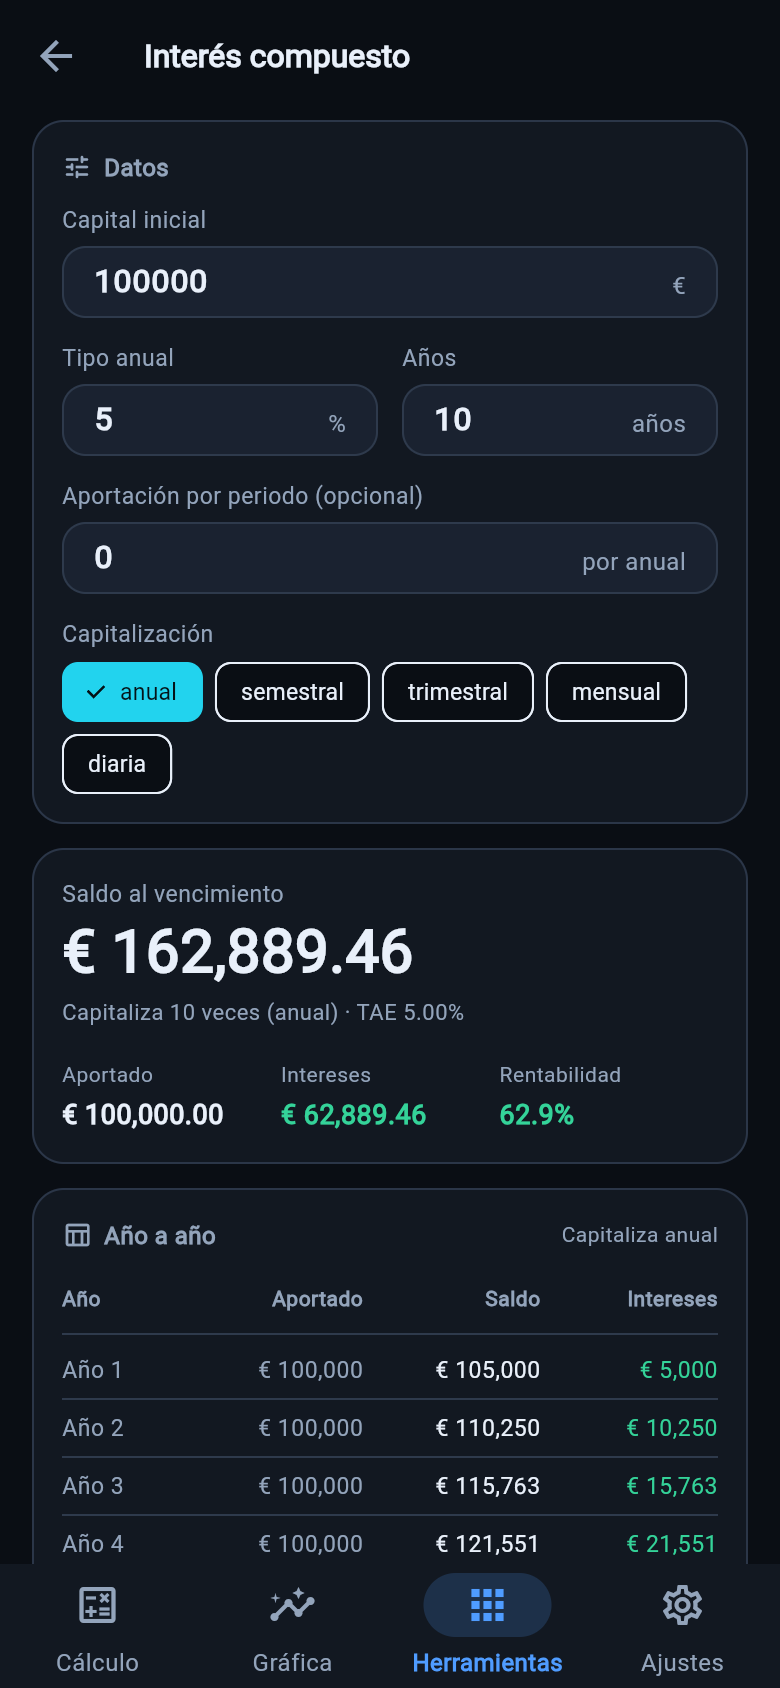 Interés compuesto
Datos
Capital inicial
100000 €
Tipo anual Años
5 % 10 años
Aportación por periodo (opcional)
0 por anual
Capitalización
anual semestral trimestral mensual
diaria
Saldo al vencimiento
€ 162,889.46
Capitaliza 10 veces (anual) · TAE 5.00%
Aportado Intereses Rentabilidad
€ 100,000.00 € 62,889.46 62.9%
Año a año Capitaliza anual
Año Aportado Saldo Intereses
Año 1 € 100,000 € 105,000 € 5,000
Año 2 € 100,000 € 110,250 € 10,250
Año 3 € 100,000 € 115,763 € 15,763
Año 4 € 100,000 € 121,551 € 21,551
Cálculo Gráfica Herramientas Ajustes